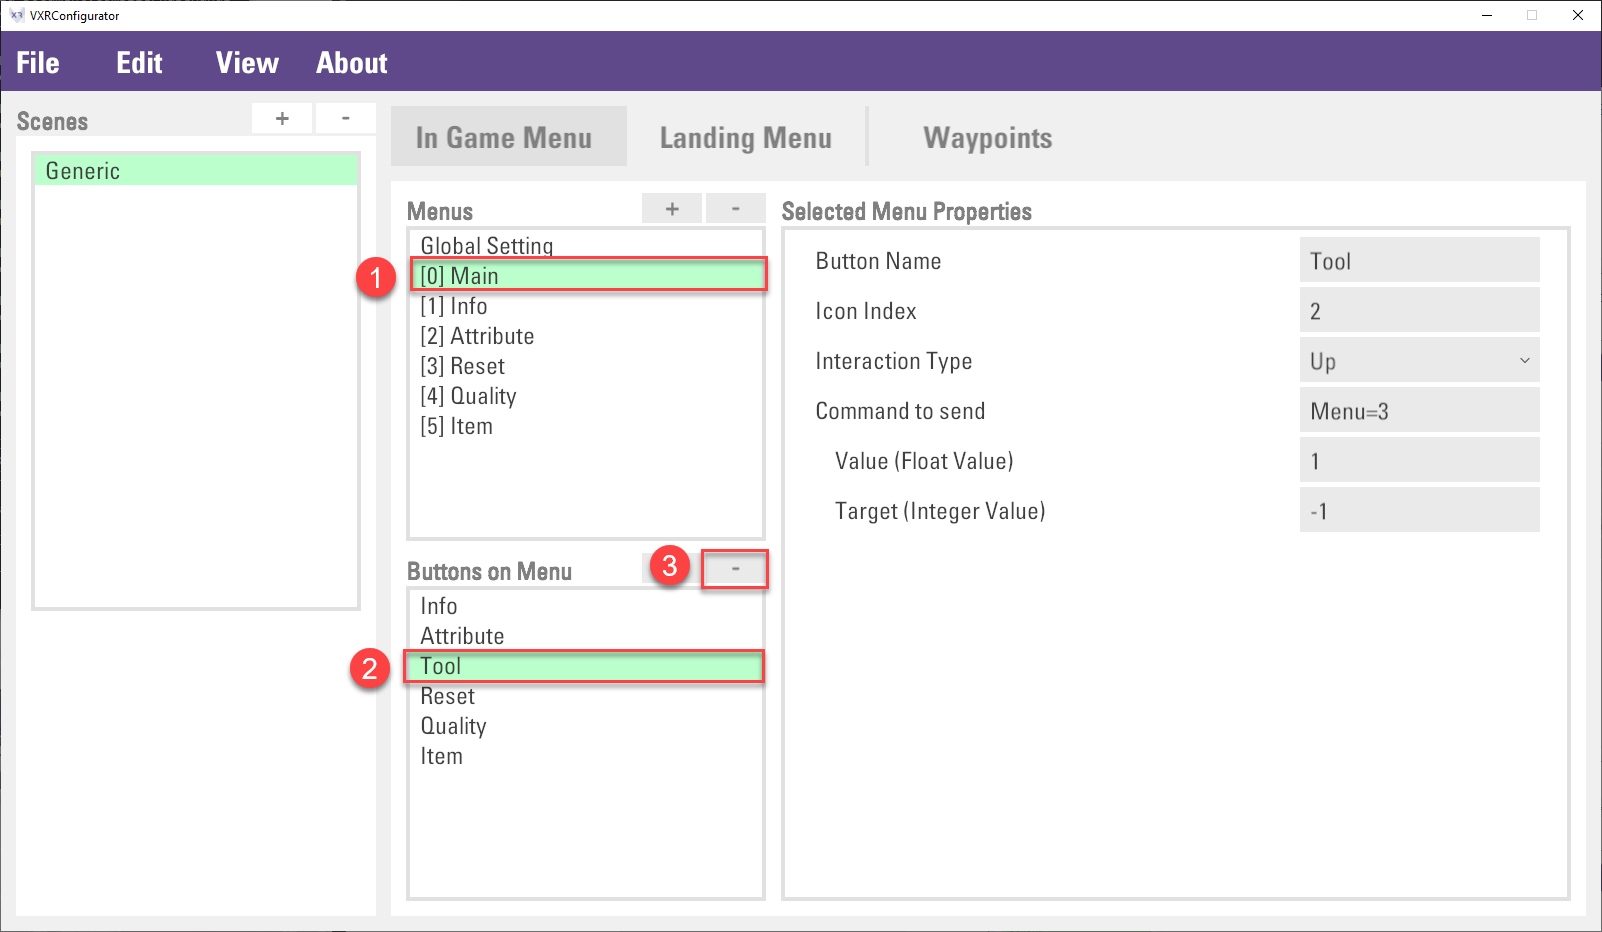 VXRConfigurator
File Edit View About
Scenes + -
Generic
In Game Menu Landing Menu Waypoints
Menus + -
Global Setting
1
[0] Main
[1] Info
[2] Attribute
[3] Reset
[4] Quality
[5] Item
Buttons on Menu 3 -
Info
Attribute
2
Tool
Reset
Quality
Item
Selected Menu Properties
Button Name Tool
Icon Index 2
Interaction Type Up
Command to send Menu=3
Value (Float Value) 1
Target (Integer Value) -1